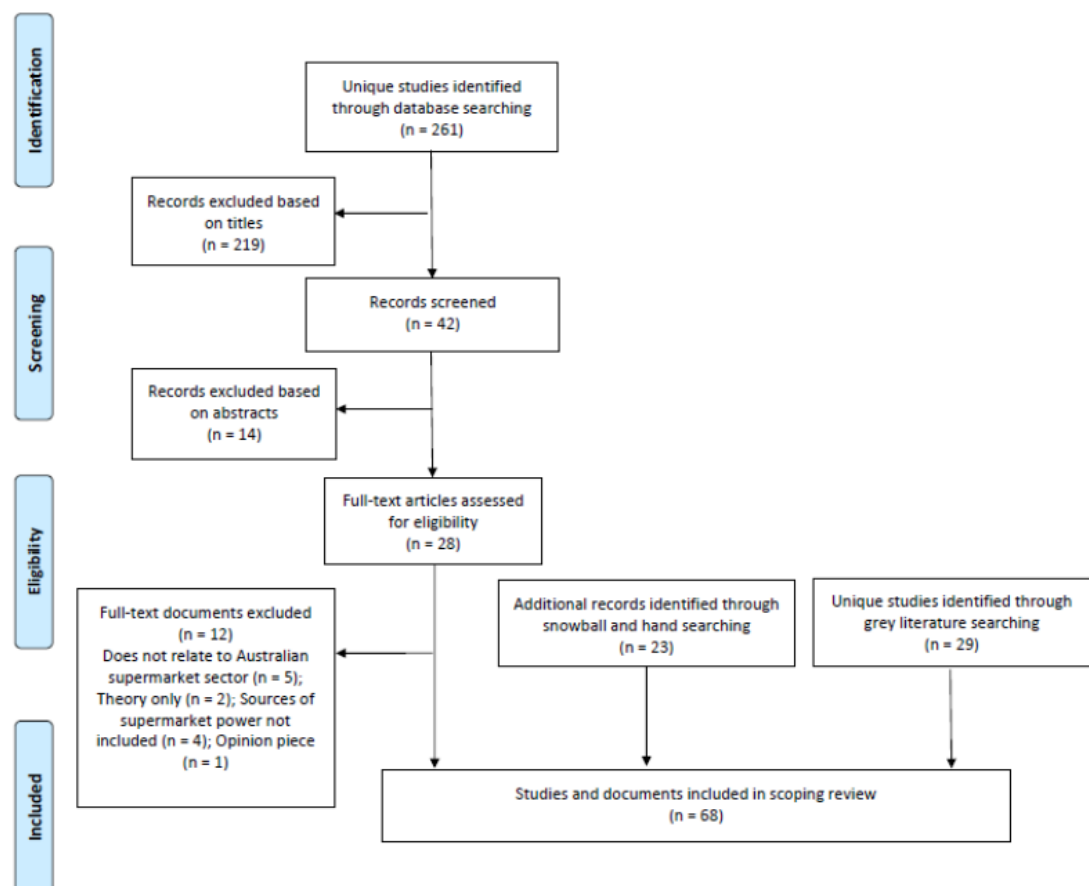 Identification
Unique studies identified
through database searching
(n = 261)
Records excluded based
on titles
(n = 219)
Screening
Records screened
(n = 42)
Records excluded based
on abstracts
(n = 14)
Eligibility
Full-text articles assessed
for eligibility
(n = 28)
Full-text documents excluded
(n = 12)
Does not relate to Australian
supermarket sector (n = 5);
Theory only (n = 2); Sources of
supermarket power not
included (n = 4); Opinion piece
(n = 1)
Additional records identified through
snowball and hand searching
(n = 23)
Unique studies identified through
grey literature searching
(n = 29)
Included
Studies and documents included in scoping review
(n = 68)